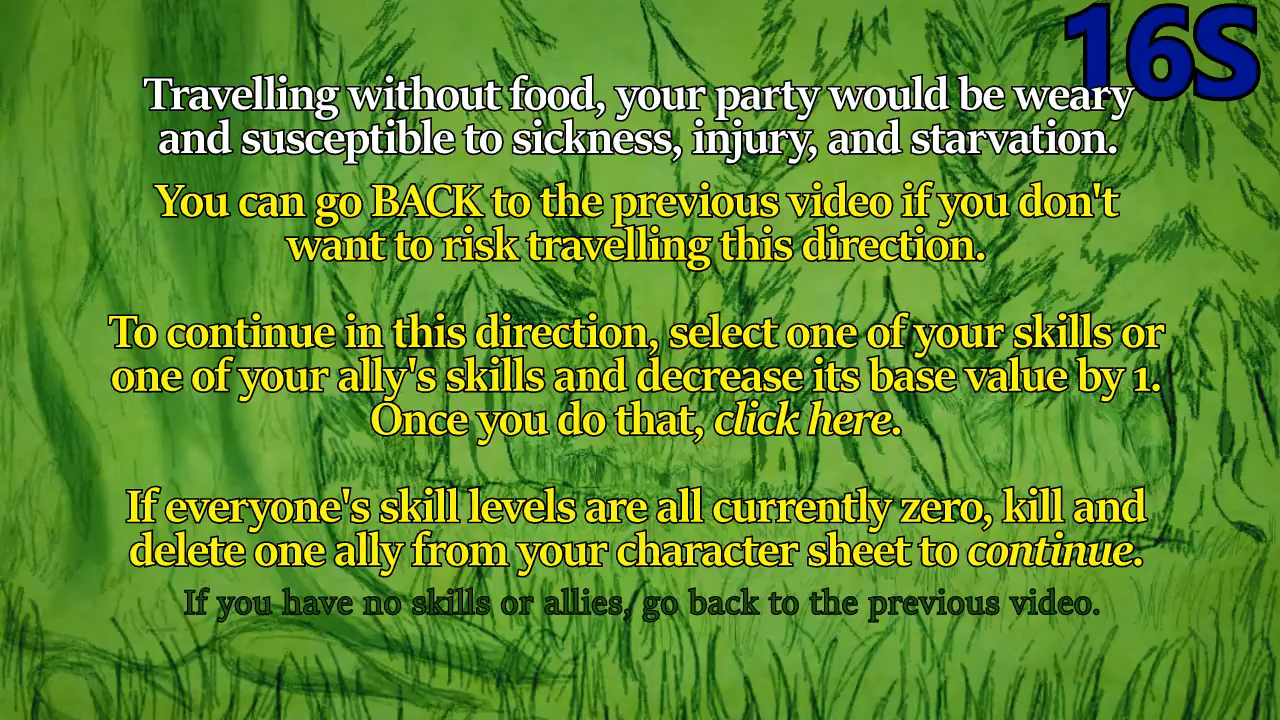 16S
Travelling without food, your party would be weary
and susceptible to sickness, injury, and starvation.
You can go BACK to the previous video if you don't
want to risk travelling this direction.
To continue in this direction, select one of your skills or
one of your ally's skills and decrease its base value by 1.
Once you do that, click here.
If everyone's skill levels are all currently zero, kill and
delete one ally from your character sheet to continue.
If you have no skills or allies, go back to the previous video.